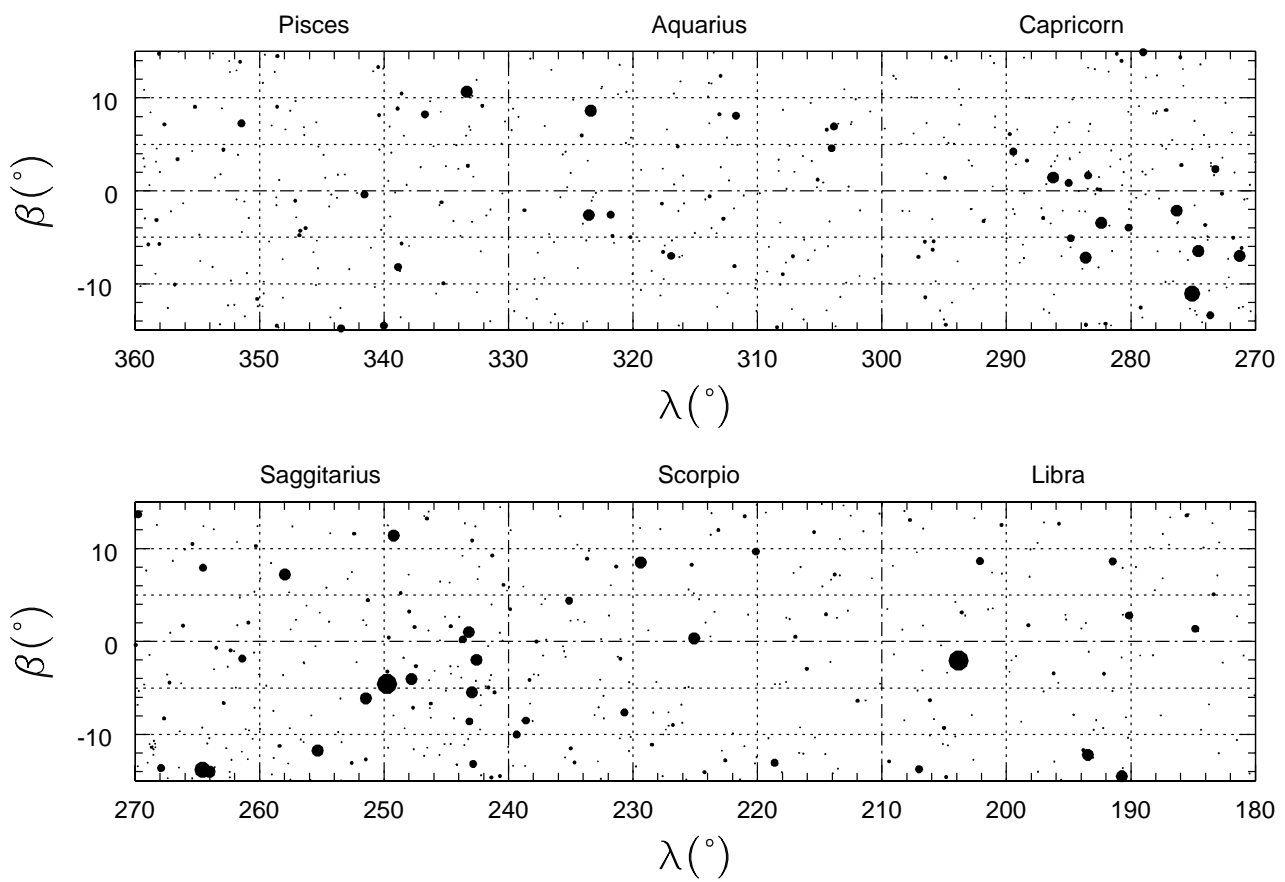 Pisces Aquarius Capricorn
10
0
-10
β(°)
360 350 340 330 320 310 300 290 280 270
λ(°)
Saggitarius Scorpio Libra
10
0
-10
β(°)
270 260 250 240 230 220 210 200 190 180
λ(°)